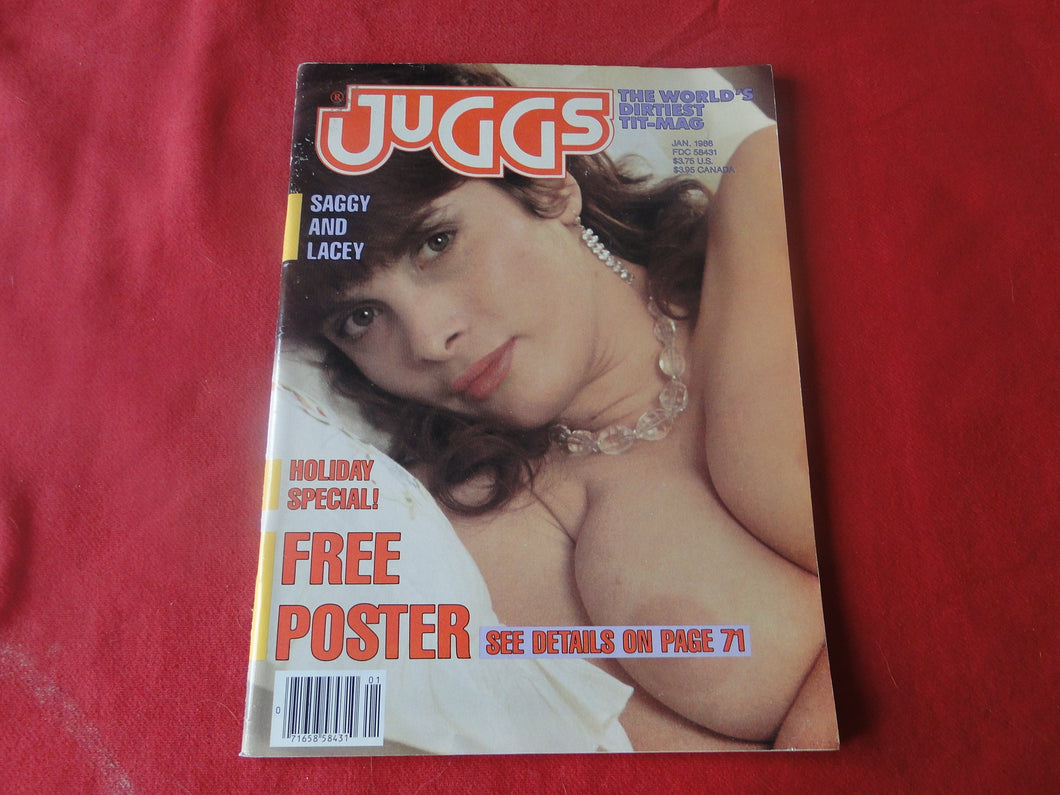 ®
JUGGS
THE WORLD'S
DIRTIEST
TIT-MAG
JAN. 1986
FDC 58431
$3.75 U.S.
$3.95 CANADA
SAGGY
AND
LACEY
HOLIDAY
SPECIAL!
FREE
POSTER
SEE DETAILS ON PAGE 71
01
0
71658 58431